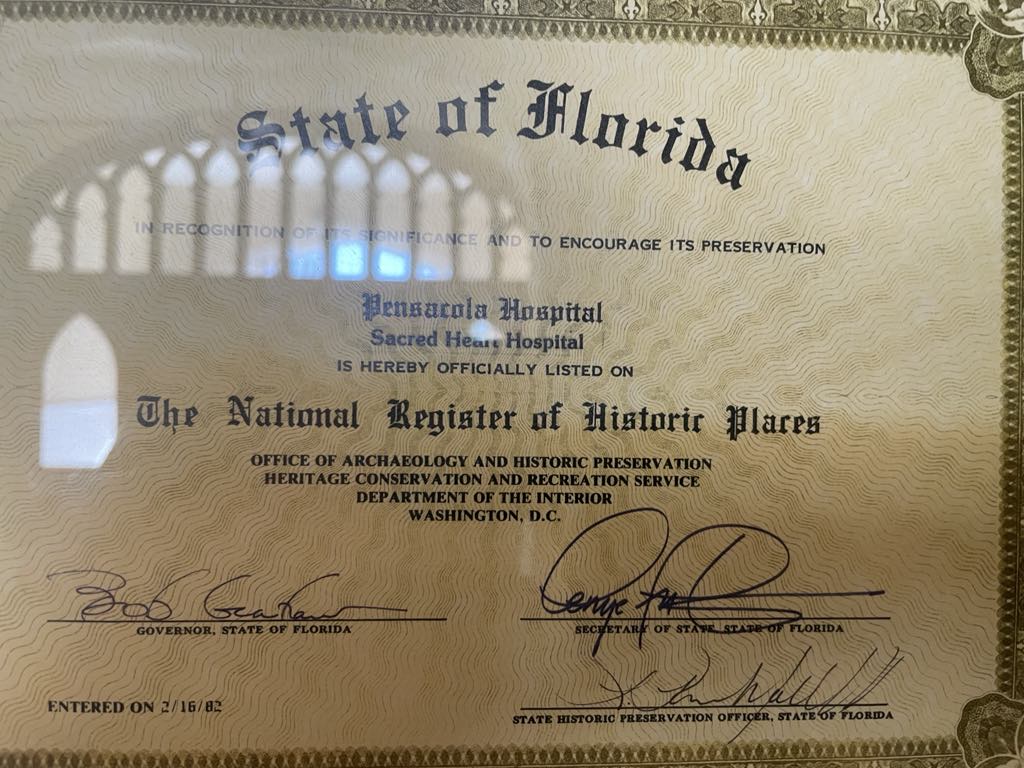 State of Florida
IN RECOGNITION OF ITS SIGNIFICANCE AND TO ENCOURAGE ITS PRESERVATION
Pensacola Hospital
Sacred Heart Hospital
IS HEREBY OFFICIALLY LISTED ON
The National Register of Historic Places
OFFICE OF ARCHAEOLOGY AND HISTORIC PRESERVATION
HERITAGE CONSERVATION AND RECREATION SERVICE
DEPARTMENT OF THE INTERIOR
WASHINGTON, D.C.
Bob Graham
GOVERNOR, STATE OF FLORIDA
George
SECRETARY OF STATE, STATE OF FLORIDA
ENTERED ON 2/16/82
STATE HISTORIC PRESERVATION OFFICER, STATE OF FLORIDA